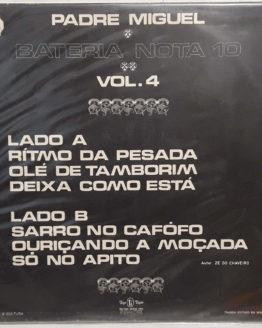 PADRE MIGUEL
BATERIA NOTA 10
VOL. 4
LADO A
RÍTMO DA PESADA
OLÉ DE TAMBORIM
DEIXA COMO ESTÁ
LADO B
SARRO NO CAFÓFO
OURIÇANDO A MOÇADA
SÓ NO APITO
Autor: ZÉ DO CHAVEIRO